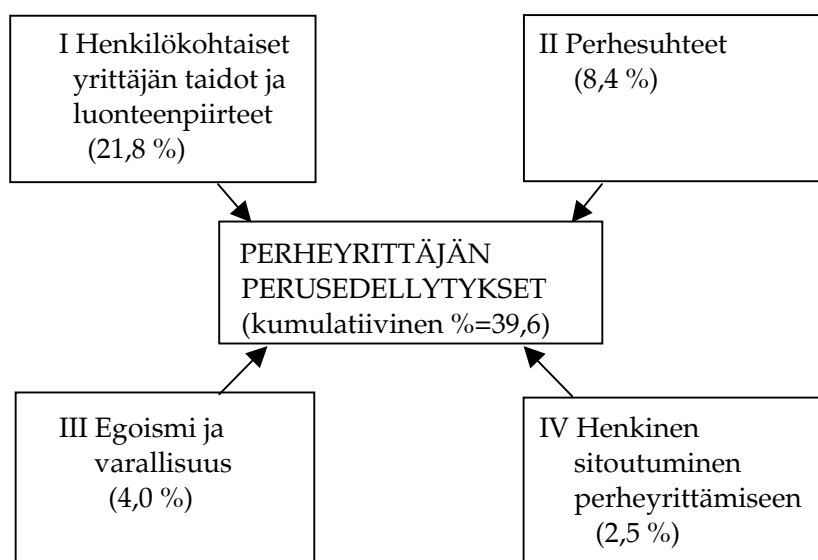 I Henkilökohtaiset
yrittäjän taidot ja
luonteenpiirteet
(21,8 %)
II Perhesuhteet
(8,4 %)
PERHEYRITTÄJÄN
PERUSEDELLYTYKSET
(kumulatiivinen %=39,6)
III Egoismi ja
varallisuus
(4,0 %)
IV Henkinen
sitoutuminen
perheyrittämiseen
(2,5 %)